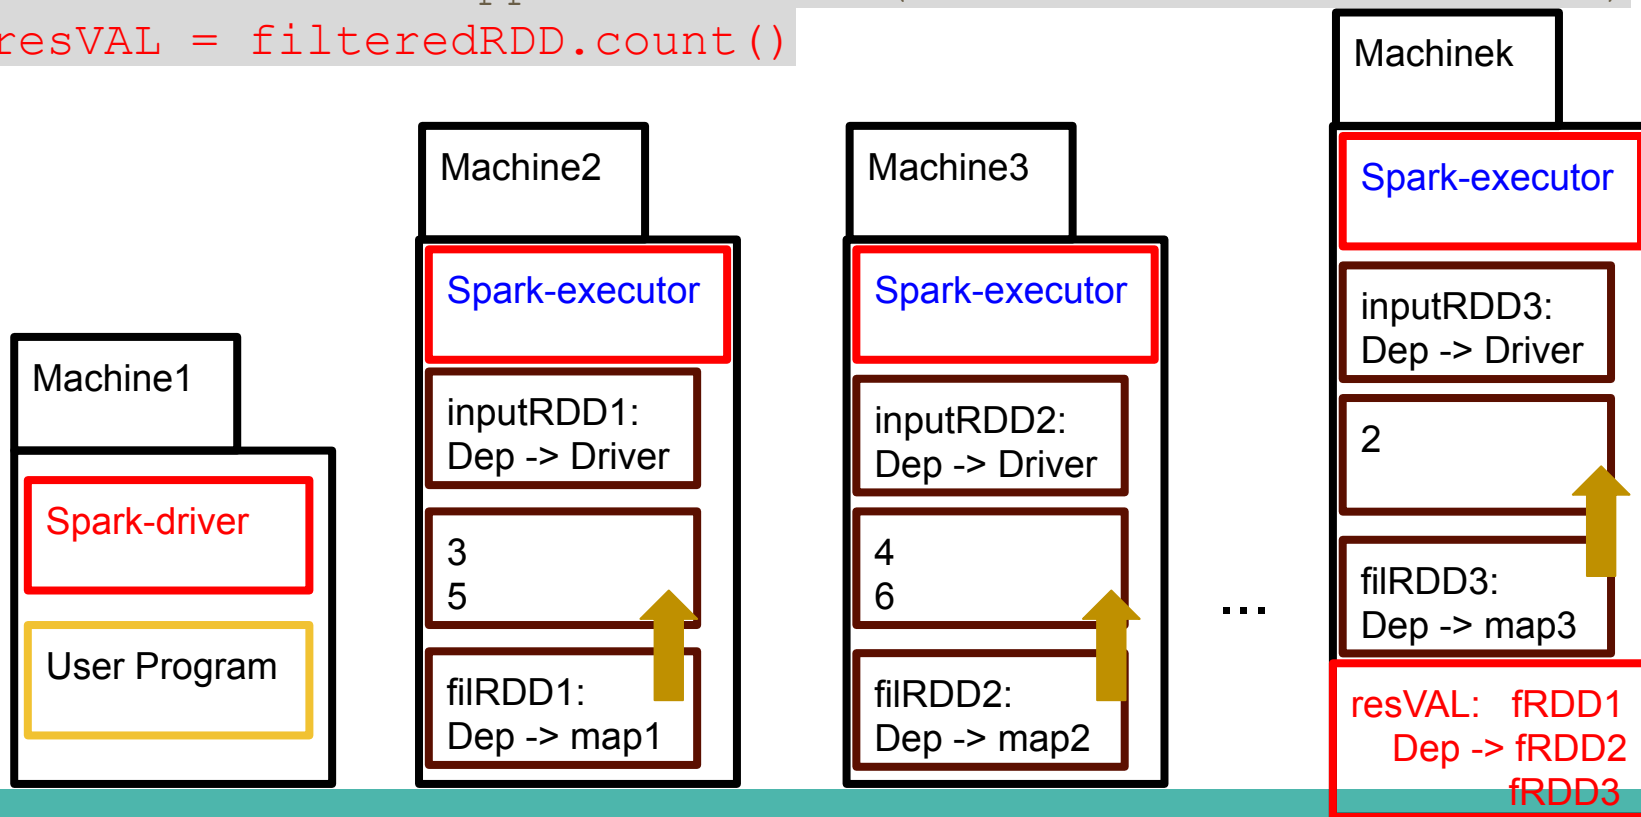 resVAL = filteredRDD.count()
Machine1
Spark-driver
User Program
Machine2
Spark-executor
inputRDD1:
Dep -> Driver
3
5
filRDD1:
Dep -> map1
Machine3
Spark-executor
inputRDD2:
Dep -> Driver
4
6
filRDD2:
Dep -> map2
...
Machinek
Spark-executor
inputRDD3:
Dep -> Driver
2
filRDD3:
Dep -> map3
resVAL: fRDD1
Dep -> fRDD2
fRDD3